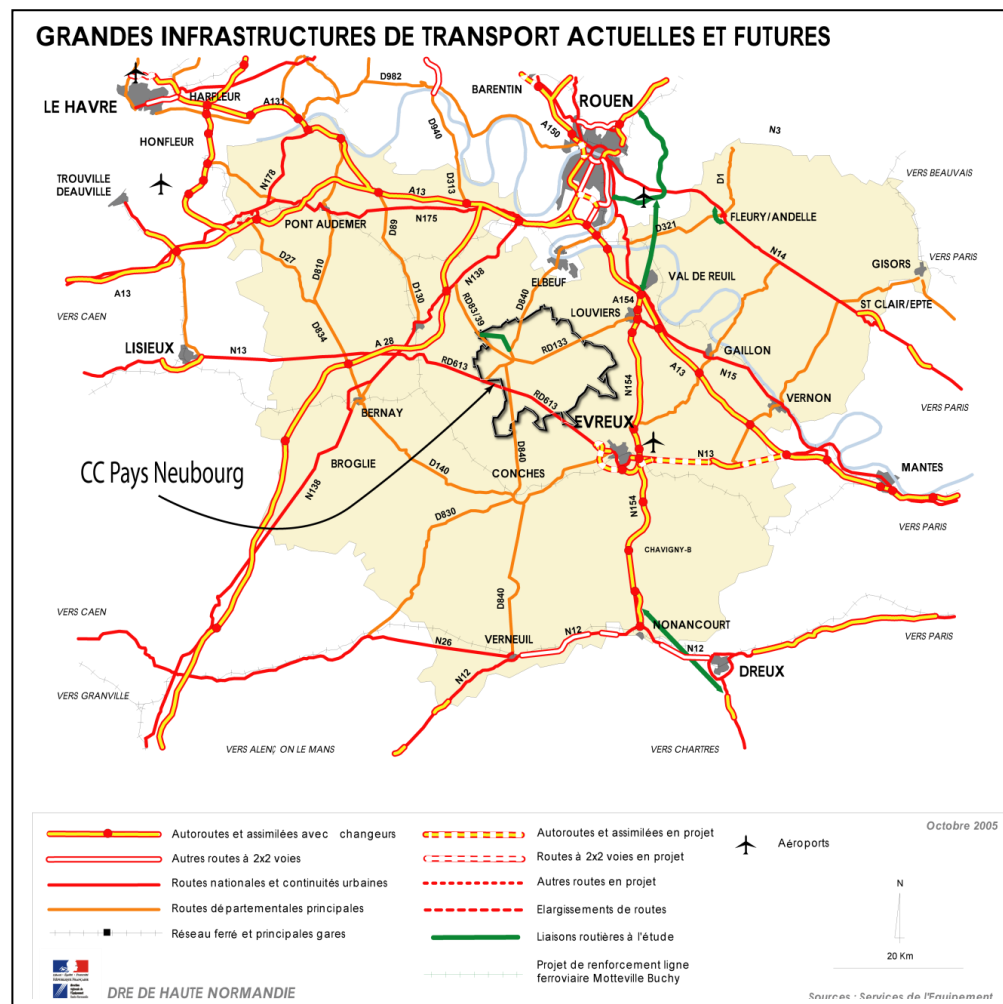 GRANDES INFRASTRUCTURES DE TRANSPORT ACTUELLES ET FUTURES
D982
BARENTIN
ROUEN
LE HAVRE
HARFLEUR
A131
D940
A150
N3
HONFLEUR
TROUVILLE
DEAUVILLE
N178
A13
D313
D1
VERS BEAUVAIS
PONT AUDEMER
N175
D89
FLEURY/ANDELLE
D321
D27
D810
N138
ELBEUF
VAL DE REUIL
N14
GISORS
VERS PARIS
A13
D130
RD83/39
D840
A154
LOUVIERS
ST CLAIR/EPTE
VERS CAEN
D834
A 28
LISIEUX
N13
RD133
GAILLON
RD613
N154
A13
N15
BERNAY
RD613
EVREUX
VERNON
VERS PARIS
BROGLIE
D140
D840
CONCHES
N13
MANTES
CC Pays Neubourg
N138
D830
N154
VERS PARIS
CHAVIGNY-B
D840
VERS CAEN
N26
VERNEUIL
N12
NONANCOURT
VERS PARIS
N12
N12
DREUX
VERS GRANVILLE
VERS ALENÇ ON LE MANS
VERS CHARTRES
Octobre 2005
Autoroutes et assimilées avec changeurs
Autres routes à 2x2 voies
Routes nationales et continuités urbaines
Routes dé partementales principales
Réseau ferré et principales gares
Autoroutes et assimilées en projet
Routes à 2x2 voies en projet
Autres routes en projet
Elargissements de routes
Liaisons routières à l'étude
Projet de renforcement ligne
ferroviaire Motteville Buchy
Aéroports
N
20 Km
DRE DE HAUTE NORMANDIE
Sources : Services de l'Equipement